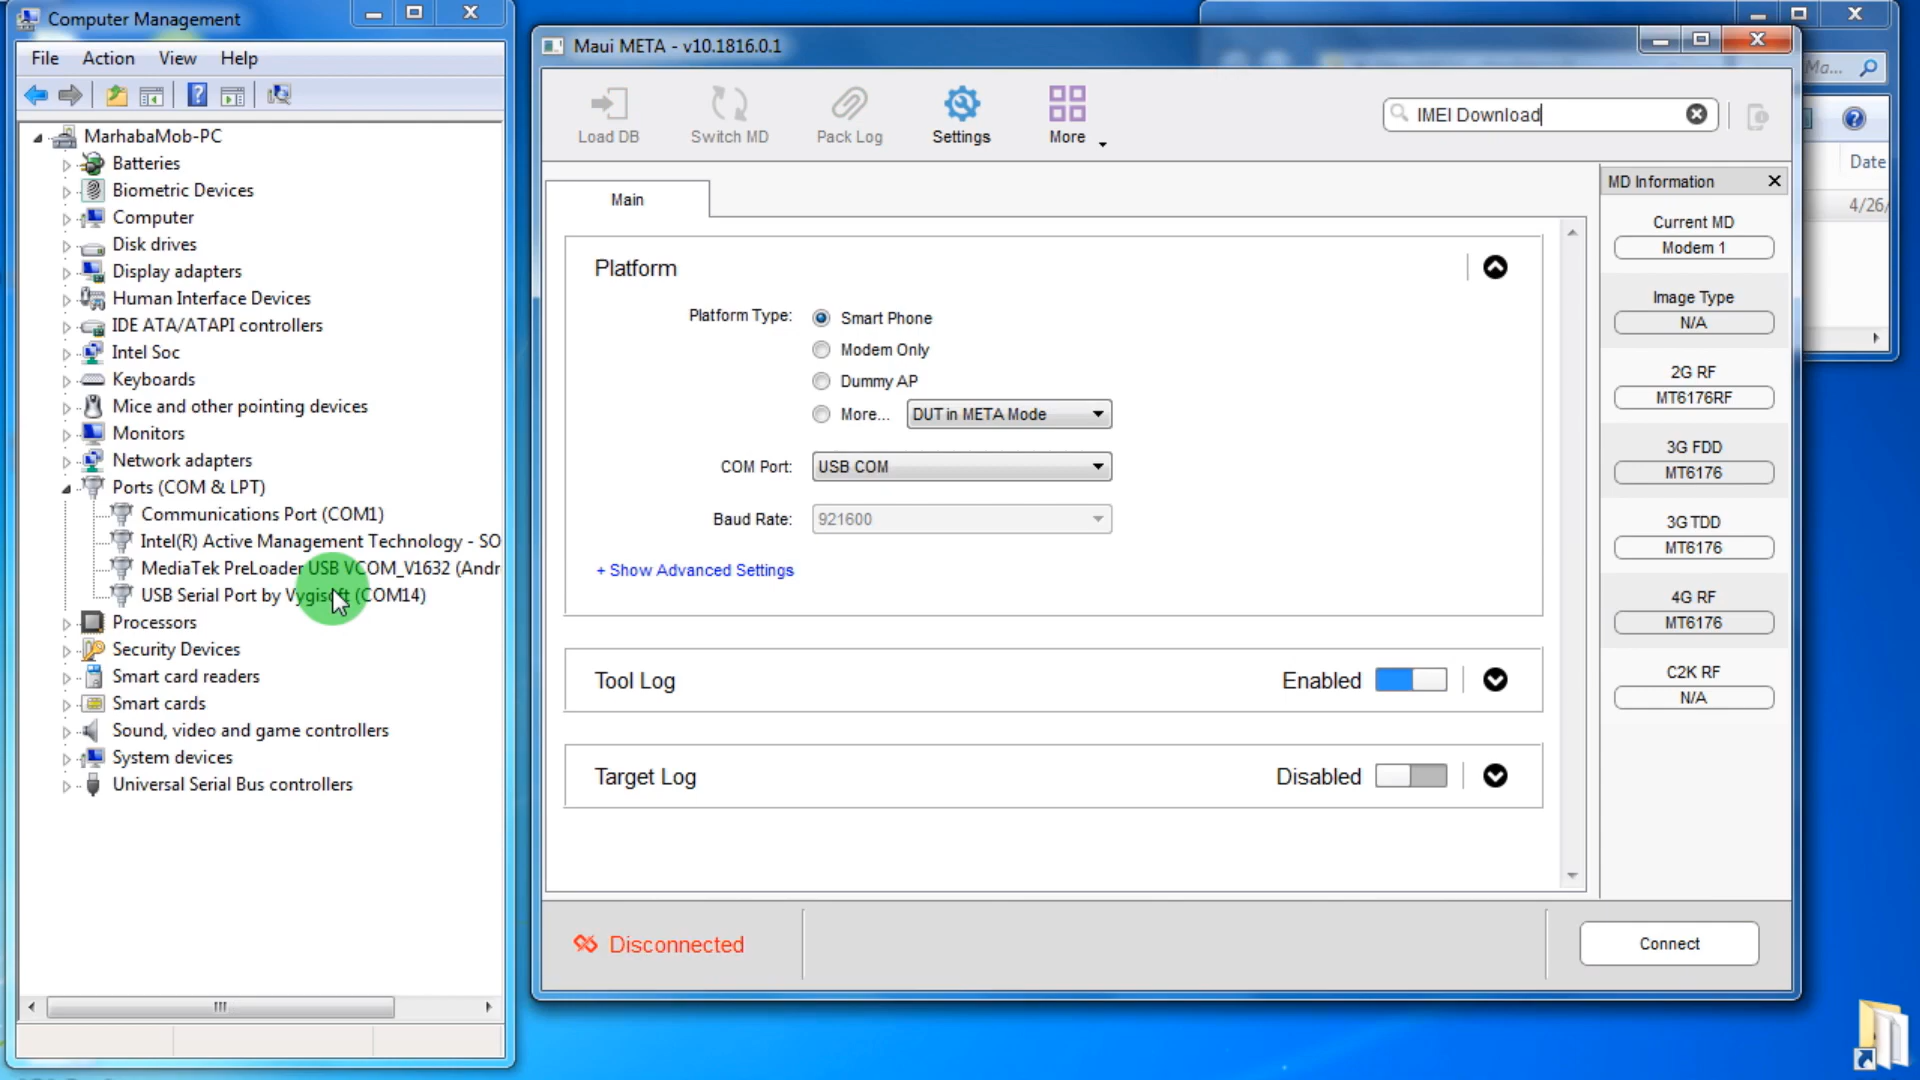 Computer Management
File Action View Help
MarhabaMob-PC
Batteries
Biometric Devices
Computer
Disk drives
Display adapters
Human Interface Devices
IDE ATA/ATAPI controllers
Intel Soc
Keyboards
Mice and other pointing devices
Monitors
Network adapters
Ports (COM & LPT)
Communications Port (COM1)
Intel(R) Active Management Technology - SO
MediaTek PreLoader USB VCOM_V1632 (Andr
USB Serial Port by Vygisoft (COM14)
Processors
Security Devices
Smart card readers
Smart cards
Sound, video and game controllers
System devices
Universal Serial Bus controllers
Maui META - v10.1816.0.1
Load DB
Switch MD
Pack Log
Settings
More
IMEI Download
Main
Platform
Platform Type:
Smart Phone
Modem Only
Dummy AP
More...
DUT in META Mode
COM Port:
USB COM
Baud Rate:
921600
+ Show Advanced Settings
Tool Log
Enabled
Target Log
Disabled
Disconnected
Connect
MD Information
Current MD
Modem 1
Image Type
N/A
2G RF
MT6176RF
3G FDD
MT6176
3G TDD
MT6176
4G RF
MT6176
C2K RF
N/A
Ma...
Date
4/26/